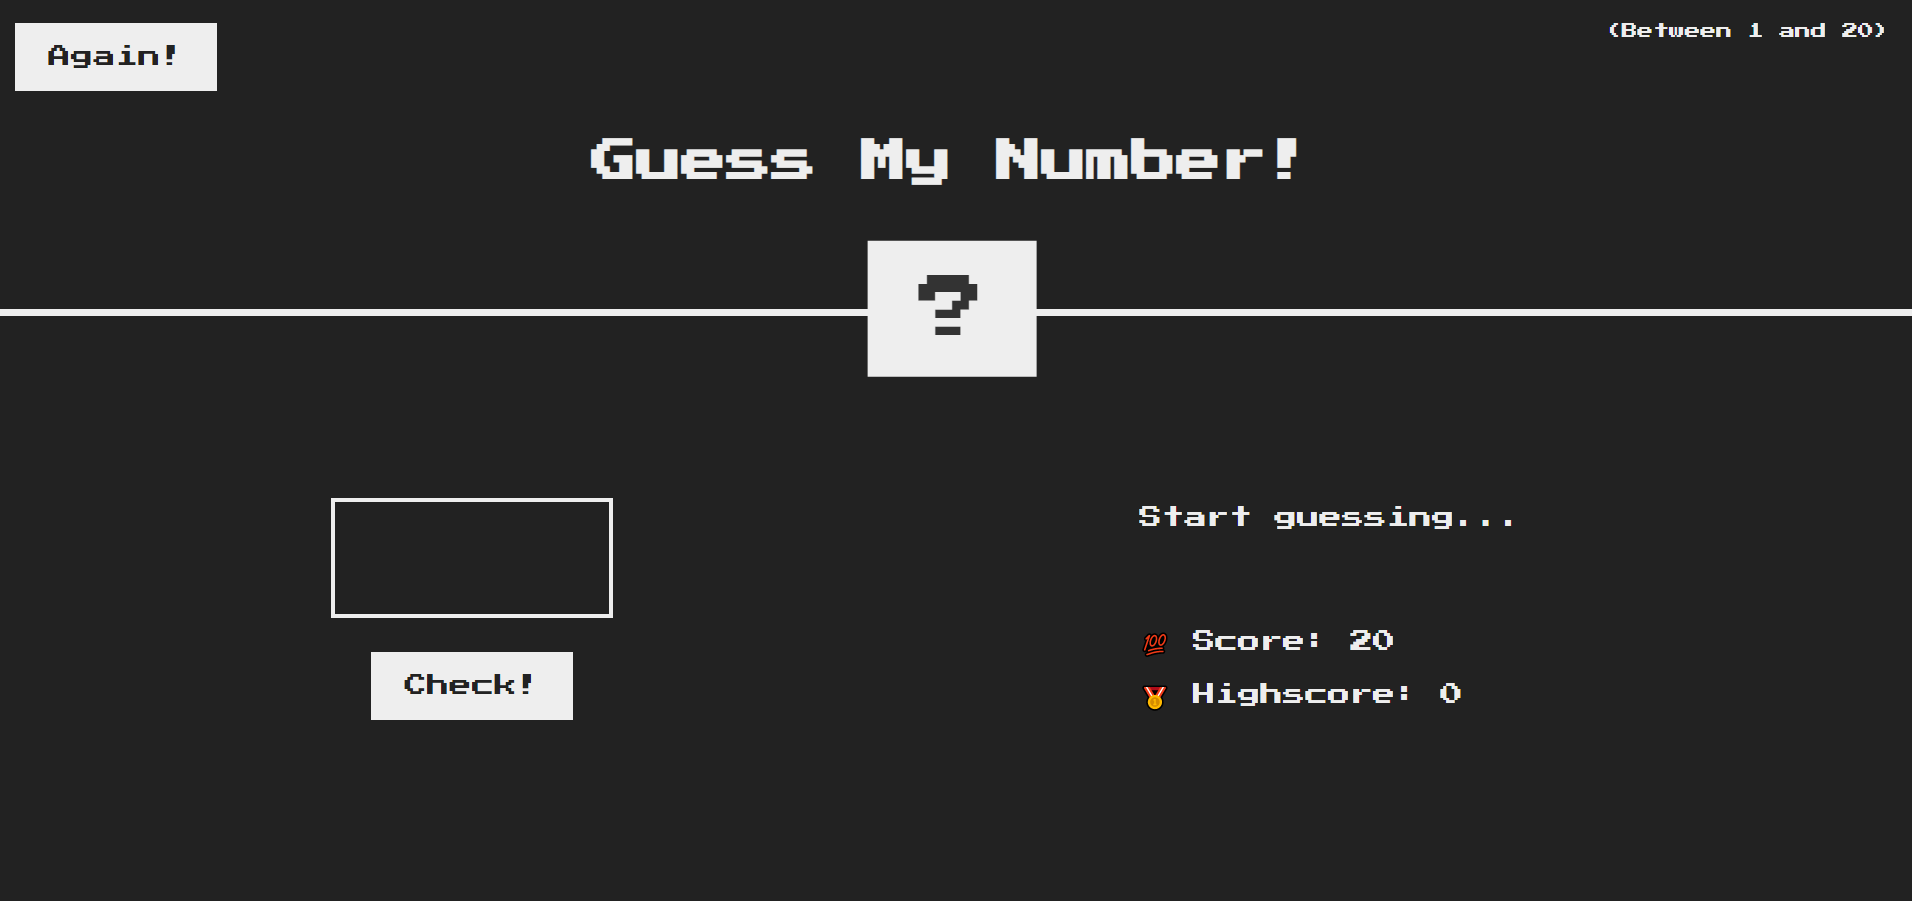 Again!
(Between 1 and 20)
Guess My Number!
?
Start guessing...
Check!
💯 Score: 20
🥇 Highscore: 0